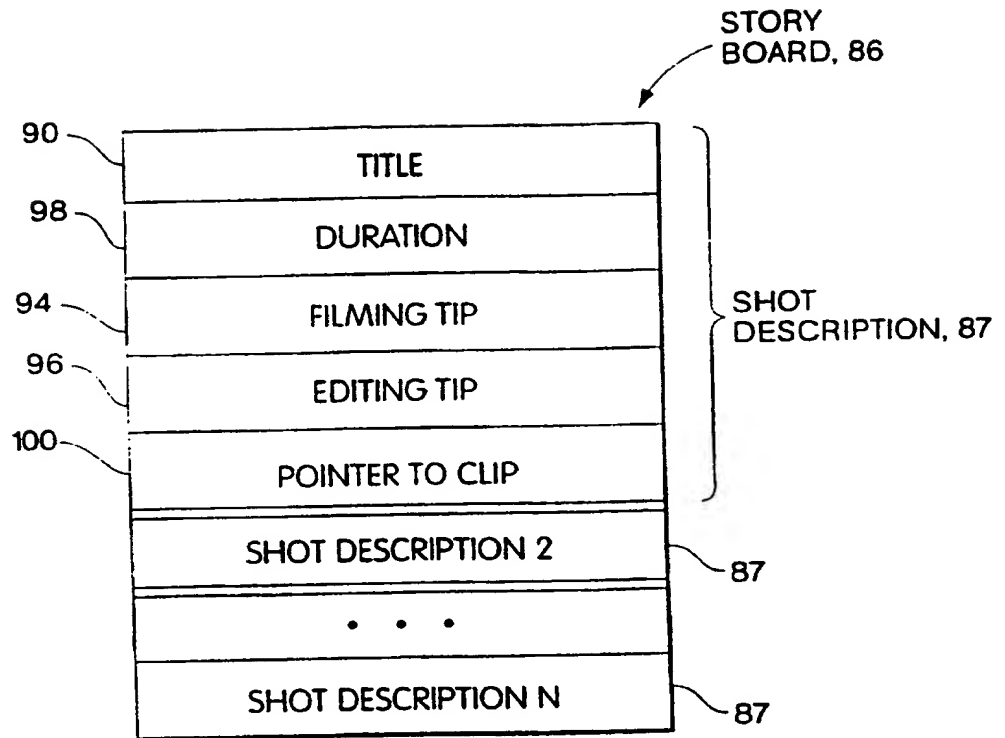 STORY
BOARD, 86
90
TITLE
98
DURATION
94
FILMING TIP
SHOT
DESCRIPTION, 87
96
EDITING TIP
100
POINTER TO CLIP
SHOT DESCRIPTION 2
87
• • •
SHOT DESCRIPTION N
87